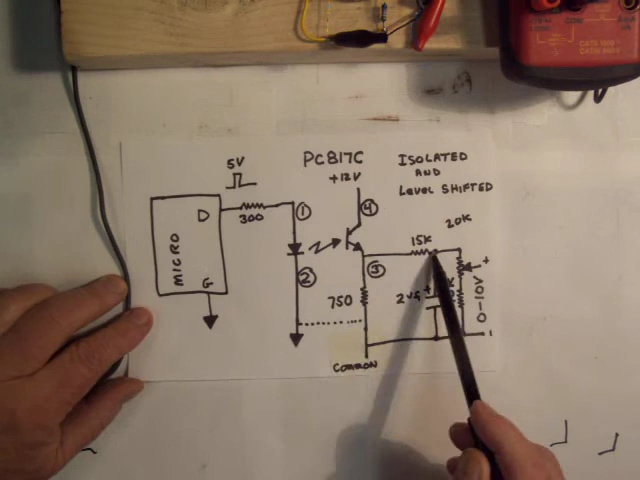 5V
PC817C
+12V
ISOLATED
AND
Level SHIFTED
20K
D
300
1
4
15K
+
MICRO
G
2
3
750
+
0-10V
COMMON
COM